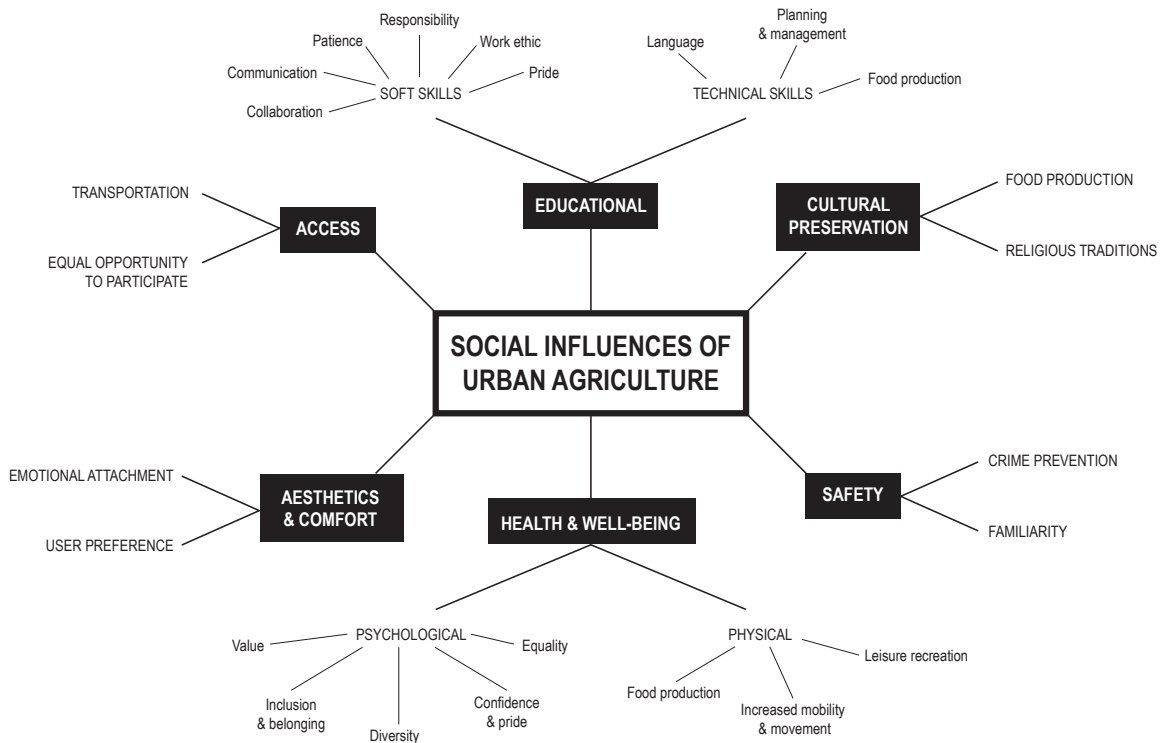 Responsibility
Patience
Work ethic
Communication
SOFT SKILLS
Pride
Collaboration
Planning
& management
Language
TECHNICAL SKILLS
Food production
EDUCATIONAL
TRANSPORTATION
ACCESS
EQUAL OPPORTUNITY
TO PARTICIPATE
CULTURAL
PRESERVATION
FOOD PRODUCTION
RELIGIOUS TRADITIONS
SOCIAL INFLUENCES OF
URBAN AGRICULTURE
EMOTIONAL ATTACHMENT
AESTHETICS
& COMFORT
USER PREFERENCE
HEALTH & WELL-BEING
SAFETY
CRIME PREVENTION
FAMILIARITY
PSYCHOLOGICAL
Value
Equality
Inclusion
& belonging
Diversity
Confidence
& pride
PHYSICAL
Leisure recreation
Food production
Increased mobility
& movement